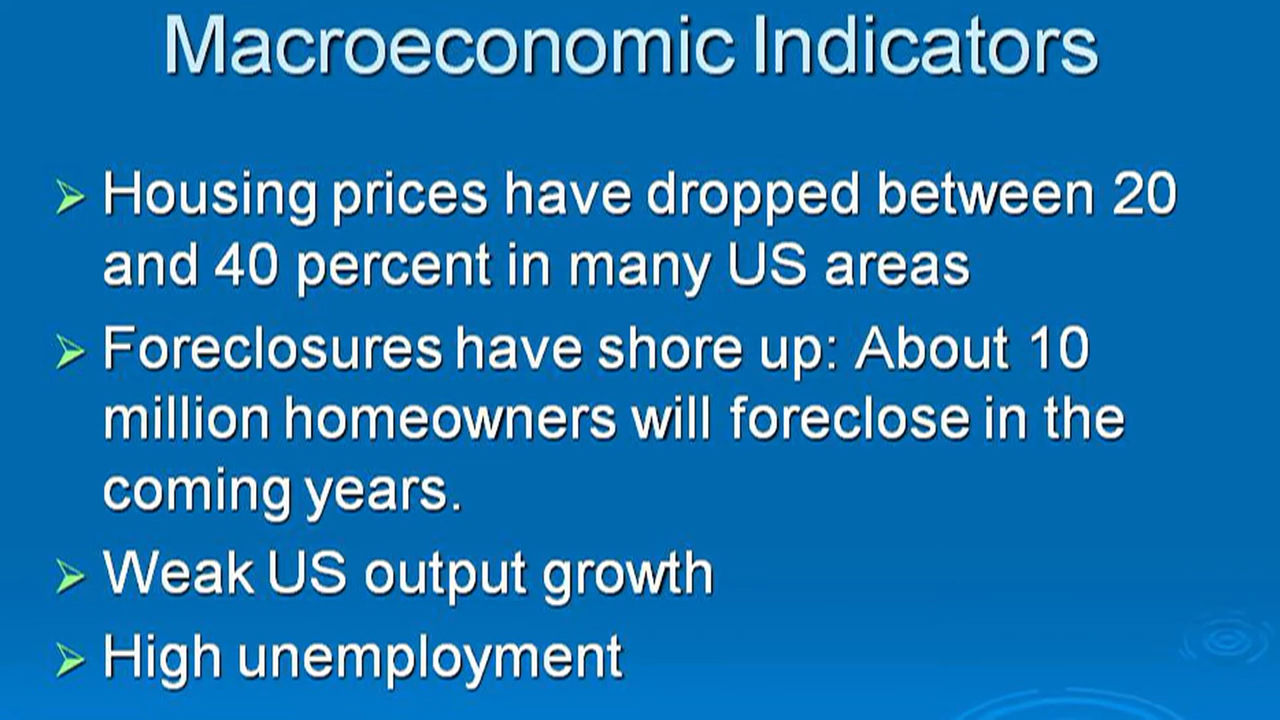 Macroeconomic Indicators
Housing prices have dropped between 20
and 40 percent in many US areas
Foreclosures have shore up: About 10
million homeowners will foreclose in the
coming years.
Weak US output growth
High unemployment